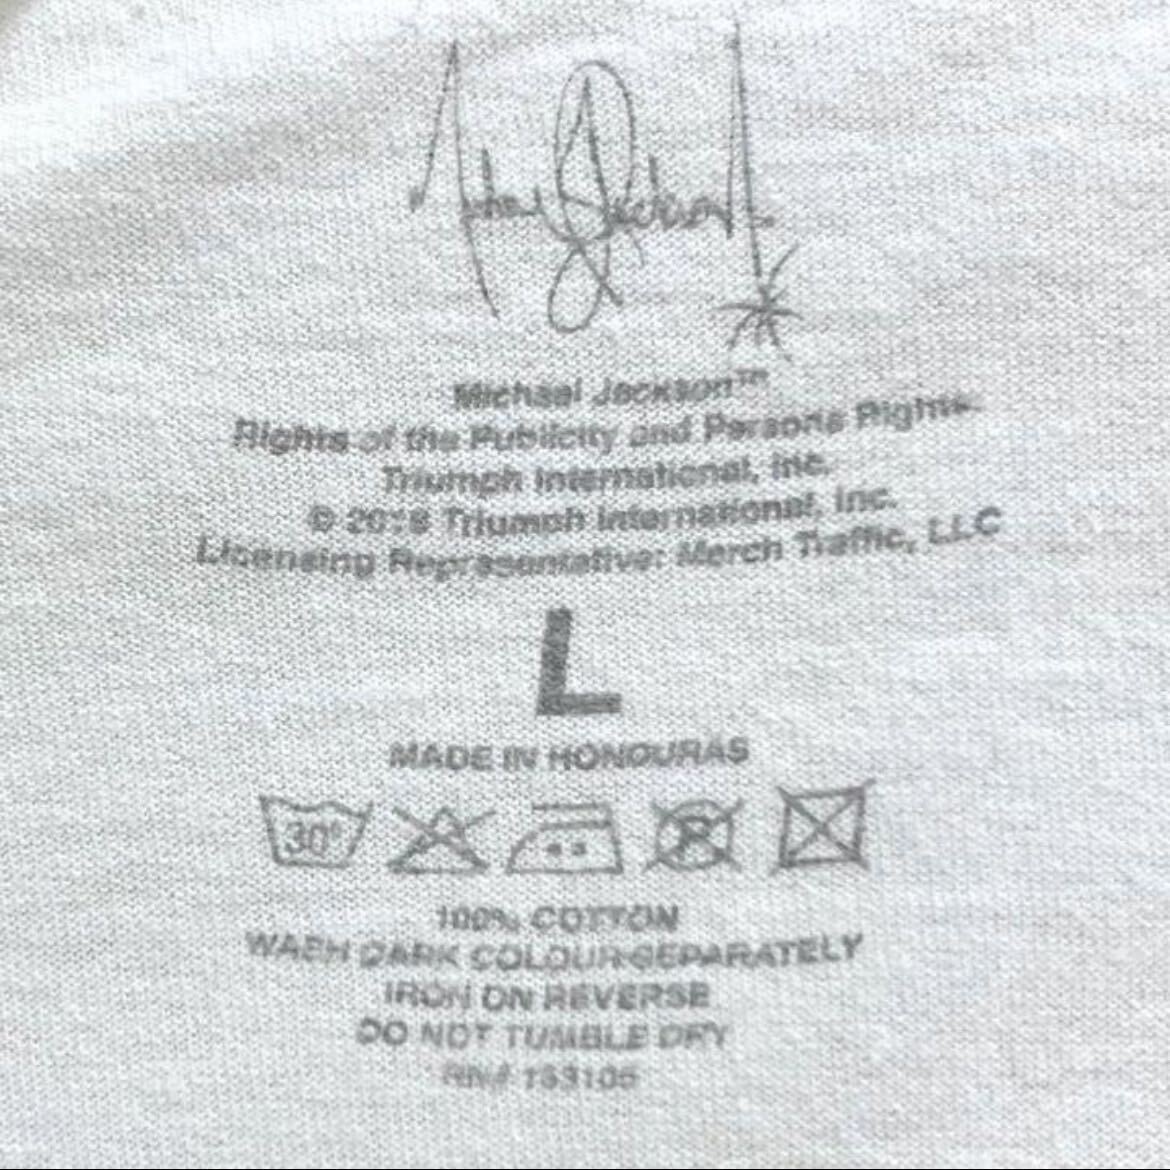 Michael Jackson
Michael Jackson™
Rights of the Publicity and Persona Rights:
Triumph International, Inc.
© 2018 Triumph International, Inc.
Licensing Representative: Merch Traffic, LLC
L
MADE IN HONDURAS
30° P
100% COTTON
WASH DARK COLOUR SEPARATELY
IRON ON REVERSE
DO NOT TUMBLE DRY
RN#